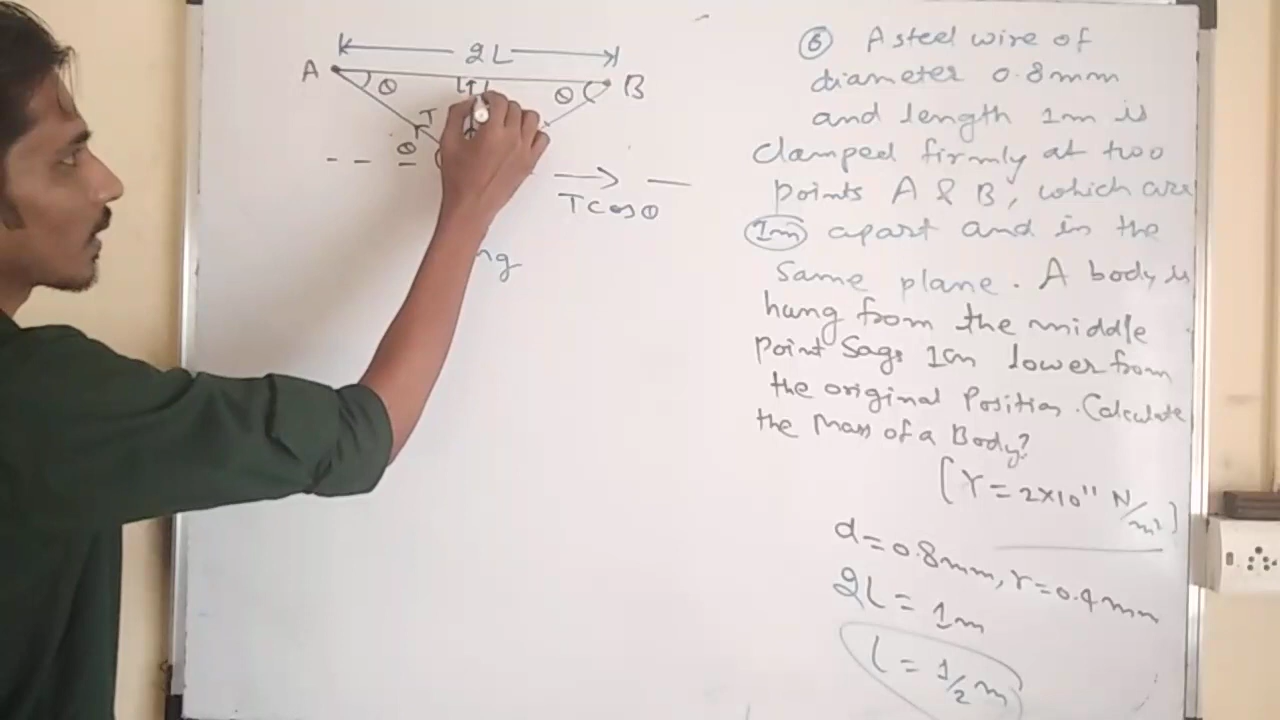 2L
A
θ
θ
B
T
θ
T cos θ
mg
6 A steel wire of
diameter 0.8mm
and length 1m is
clamped firmly at two
points A & B, which are
1m apart and in the
same plane. A body is
hung from the middle
point sags 1cm lower from
the original position. Calculate
the mass of a Body?
[Y = 2×10¹¹ N/m²]
d = 0.8mm, r = 0.4mm
2l = 1m
l = 1/2 m